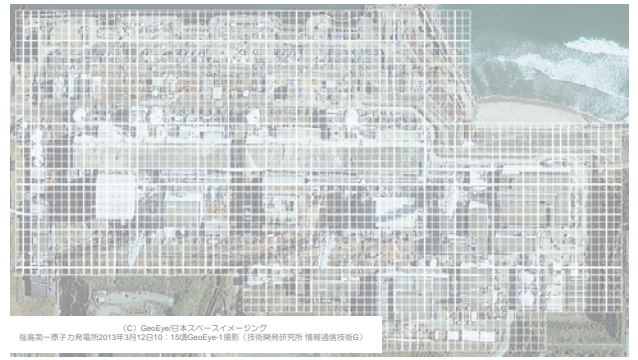 （C）GeoEye/日本スペースイメージング
福島第一原子力発電所2013年3月12日10：15頃GeoEye-1撮影（技術開発研究所 情報通信技術G）